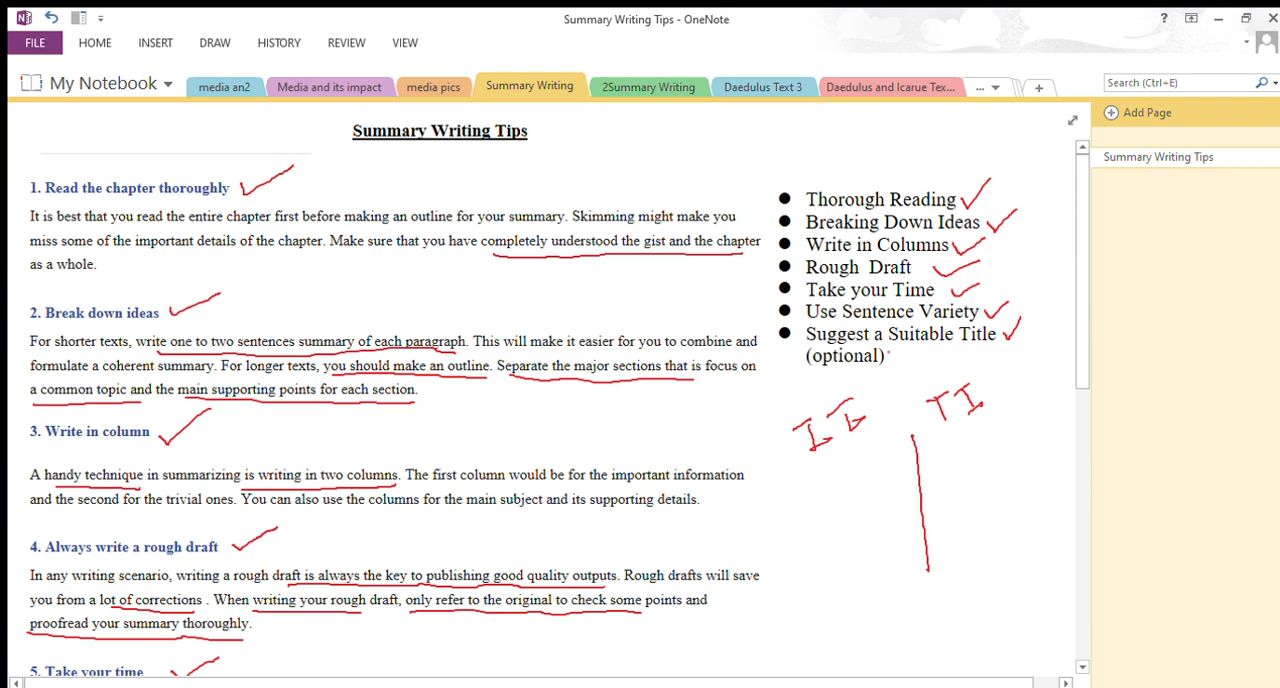 Summary Writing Tips - OneNote
?
FILE HOME INSERT DRAW HISTORY REVIEW VIEW
My Notebook
media an2
Media and its impact
media pics
Summary Writing
2Summary Writing
Daedulus Text 3
Daedulus and Icarue Tex...
...
+
Search (Ctrl+E)
Add Page
Summary Writing Tips
Summary Writing Tips
1. Read the chapter thoroughly
It is best that you read the entire chapter first before making an outline for your summary. Skimming might make you
miss some of the important details of the chapter. Make sure that you have completely understood the gist and the chapter
as a whole.
2. Break down ideas
For shorter texts, write one to two sentences summary of each paragraph. This will make it easier for you to combine and
formulate a coherent summary. For longer texts, you should make an outline. Separate the major sections that is focus on
a common topic and the main supporting points for each section.
3. Write in column
A handy technique in summarizing is writing in two columns. The first column would be for the important information
and the second for the trivial ones. You can also use the columns for the main subject and its supporting details.
4. Always write a rough draft
In any writing scenario, writing a rough draft is always the key to publishing good quality outputs. Rough drafts will save
you from a lot of corrections . When writing your rough draft, only refer to the original to check some points and
proofread your summary thoroughly.
5. Take your time
● Thorough Reading
● Breaking Down Ideas
● Write in Columns
● Rough Draft
● Take your Time
● Use Sentence Variety
● Suggest a Suitable Title
(optional)
TI